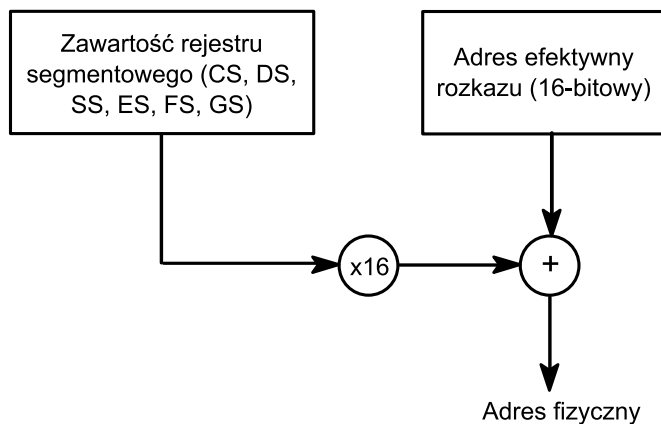 Zawartość rejestru
segmentowego (CS, DS,
SS, ES, FS, GS)
Adres efektywny
rozkazu (16-bitowy)
x16
+
Adres fizyczny